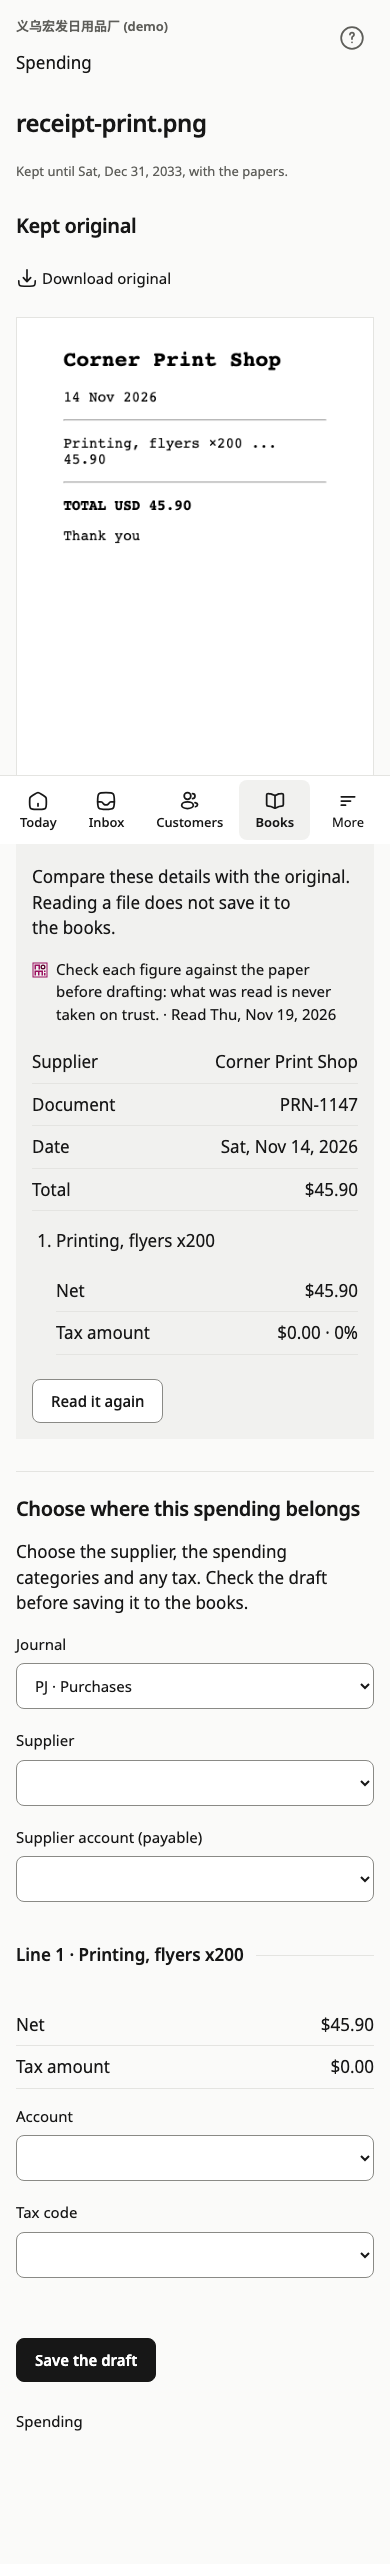 义乌宏发日用品厂 (demo)
Spending
receipt-print.png
Kept until Sat, Dec 31, 2033, with the papers.
Kept original
Download original
Corner Print Shop
14 Nov 2026
Printing, flyers ×200 ...
45.90
TOTAL USD 45.90
Thank you
Today
Inbox
Customers
Books
More
Compare these details with the original.
Reading a file does not save it to
the books.
Check each figure against the paper
before drafting: what was read is never
taken on trust. · Read Thu, Nov 19, 2026
Supplier Corner Print Shop
Document PRN-1147
Date Sat, Nov 14, 2026
Total $45.90
1. Printing, flyers x200
Net $45.90
Tax amount $0.00 · 0%
Read it again
Choose where this spending belongs
Choose the supplier, the spending
categories and any tax. Check the draft
before saving it to the books.
Journal
PJ · Purchases
Supplier
Supplier account (payable)
Line 1 · Printing, flyers x200
Net $45.90
Tax amount $0.00
Account
Tax code
Save the draft
Spending